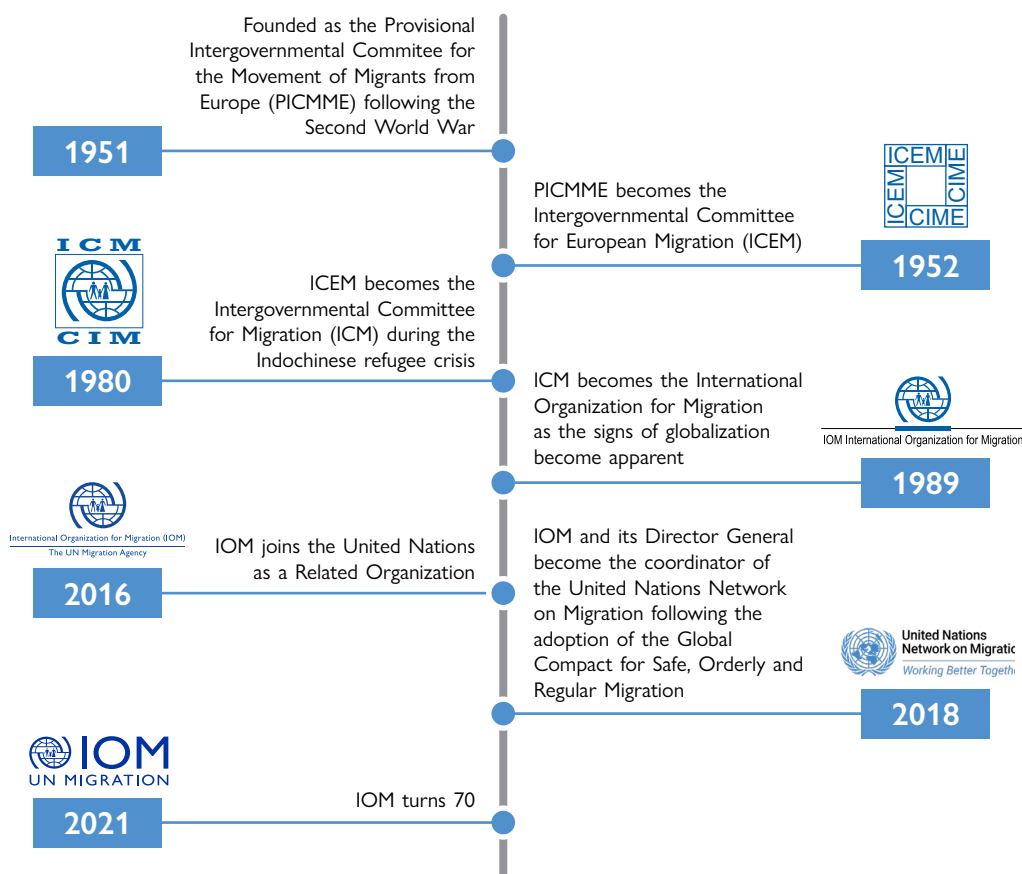 Founded as the Provisional
Intergovernmental Commitee for
the Movement of Migrants from
Europe (PICMME) following the
Second World War
1951
ICEM
CIME
ICEM
CIME
PICMME becomes the
Intergovernmental Committee
for European Migration (ICEM)
1952
ICM
CIM
ICEM becomes the
Intergovernmental Committee
for Migration (ICM) during the
Indochinese refugee crisis
1980
ICM becomes the International
Organization for Migration
as the signs of globalization
become apparent
IOM International Organization for Migration
1989
International Organization for Migration (IOM)
The UN Migration Agency
IOM joins the United Nations
as a Related Organization
2016
IOM and its Director General
become the coordinator of
the United Nations Network
on Migration following the
adoption of the Global
Compact for Safe, Orderly and
Regular Migration
United Nations
Network on Migratic
Working Better Togeth
2018
IOM
UN MIGRATION
IOM turns 70
2021